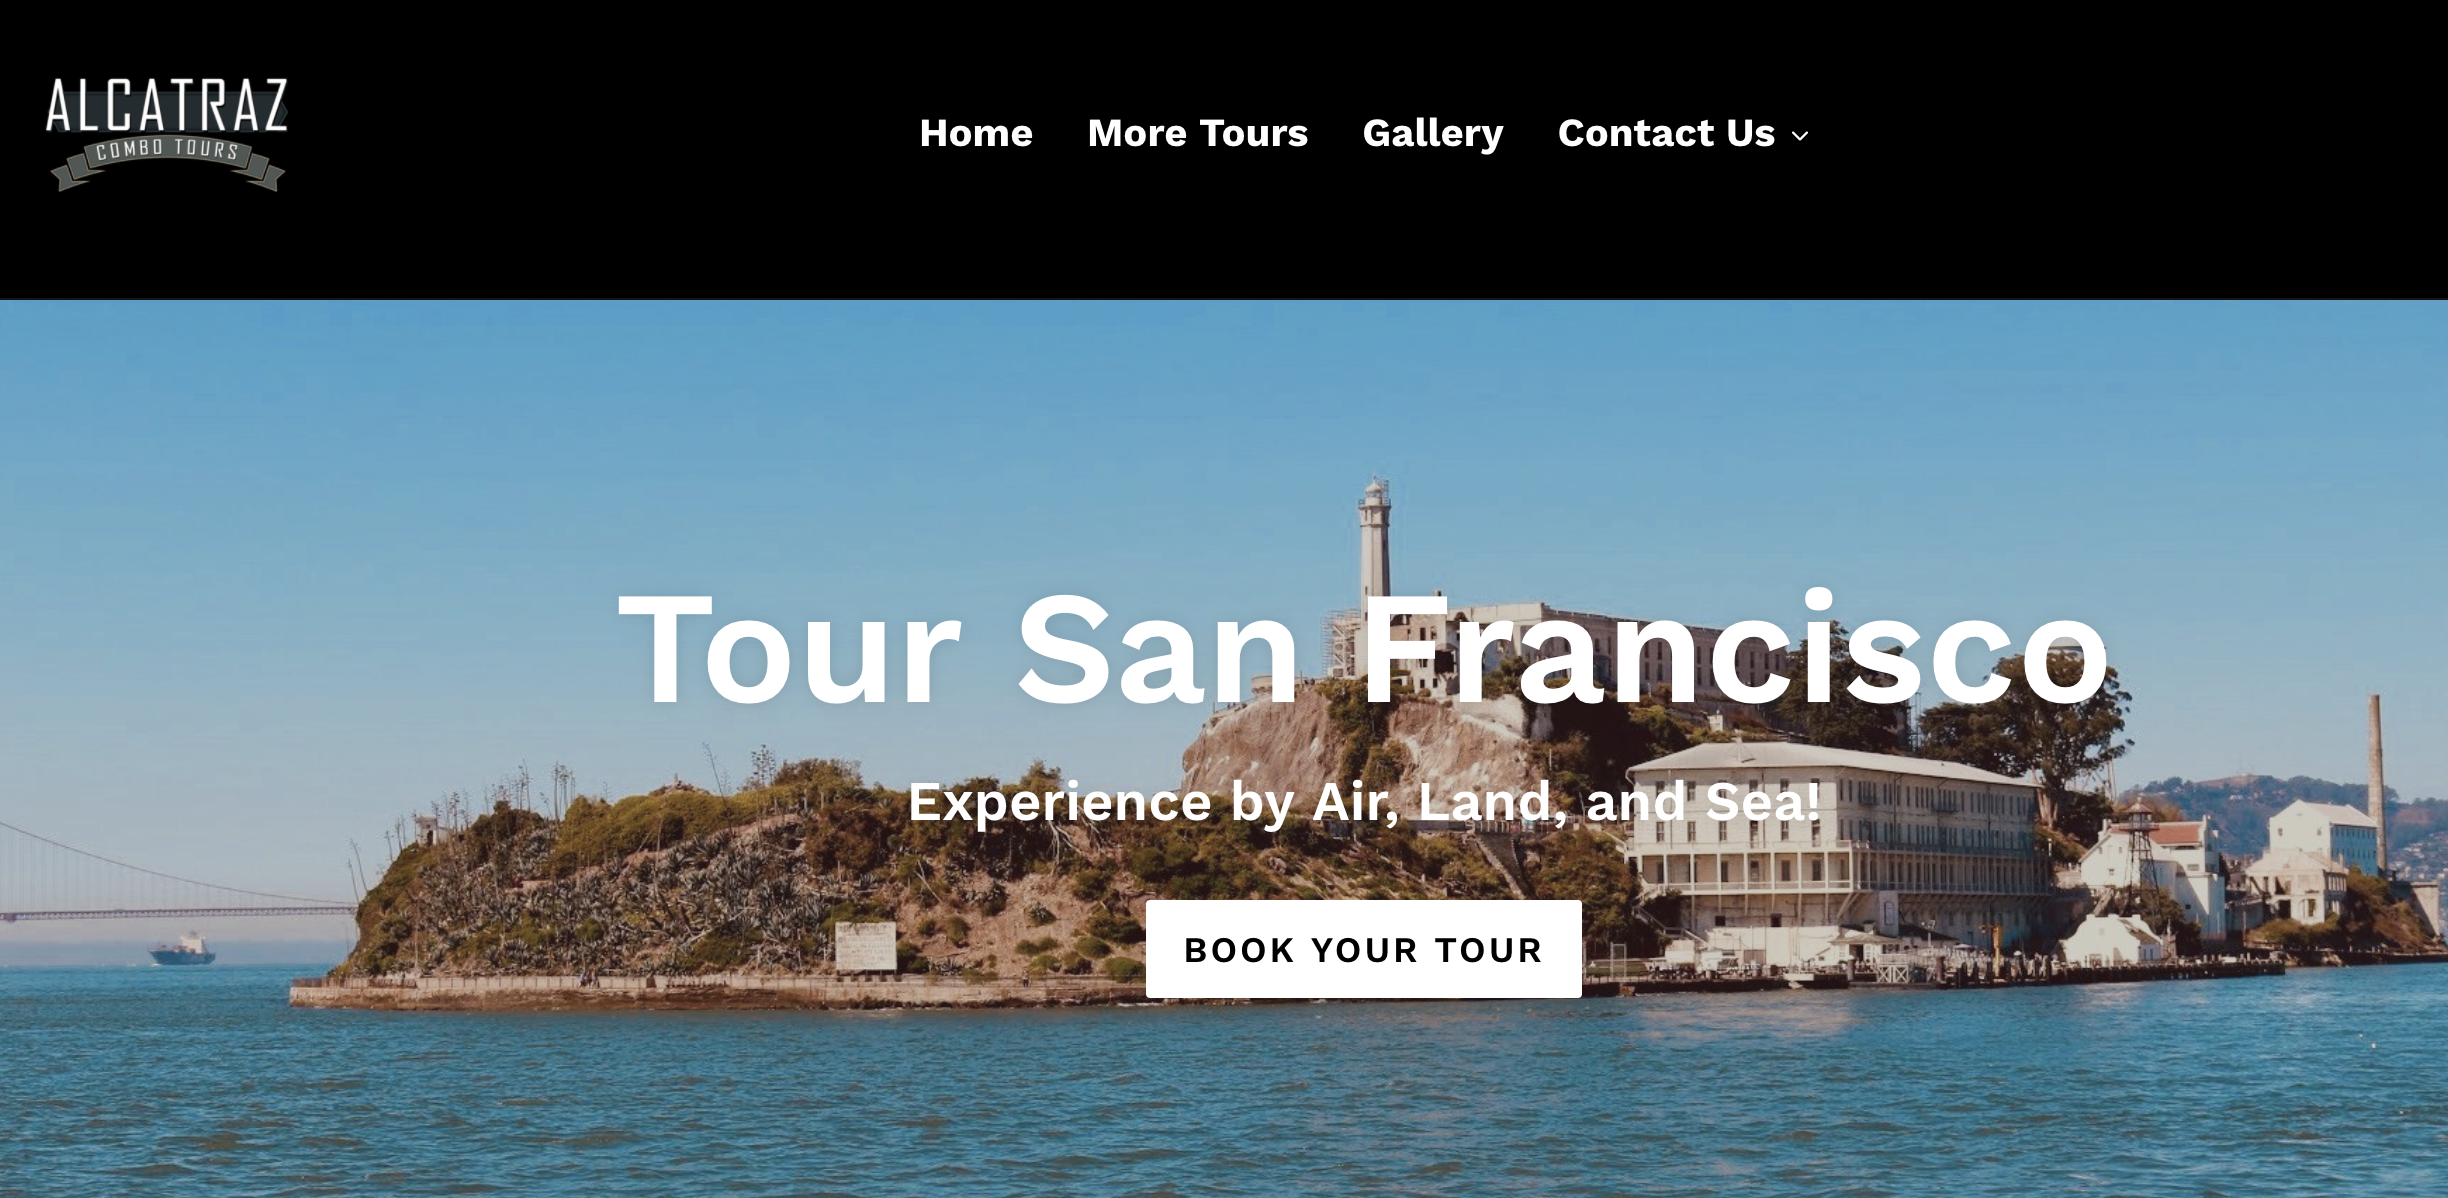 ALCATRAZ
COMBO TOURS
Home More Tours Gallery Contact Us
Tour San Francisco
Experience by Air, Land, and Sea!
BOOK YOUR TOUR